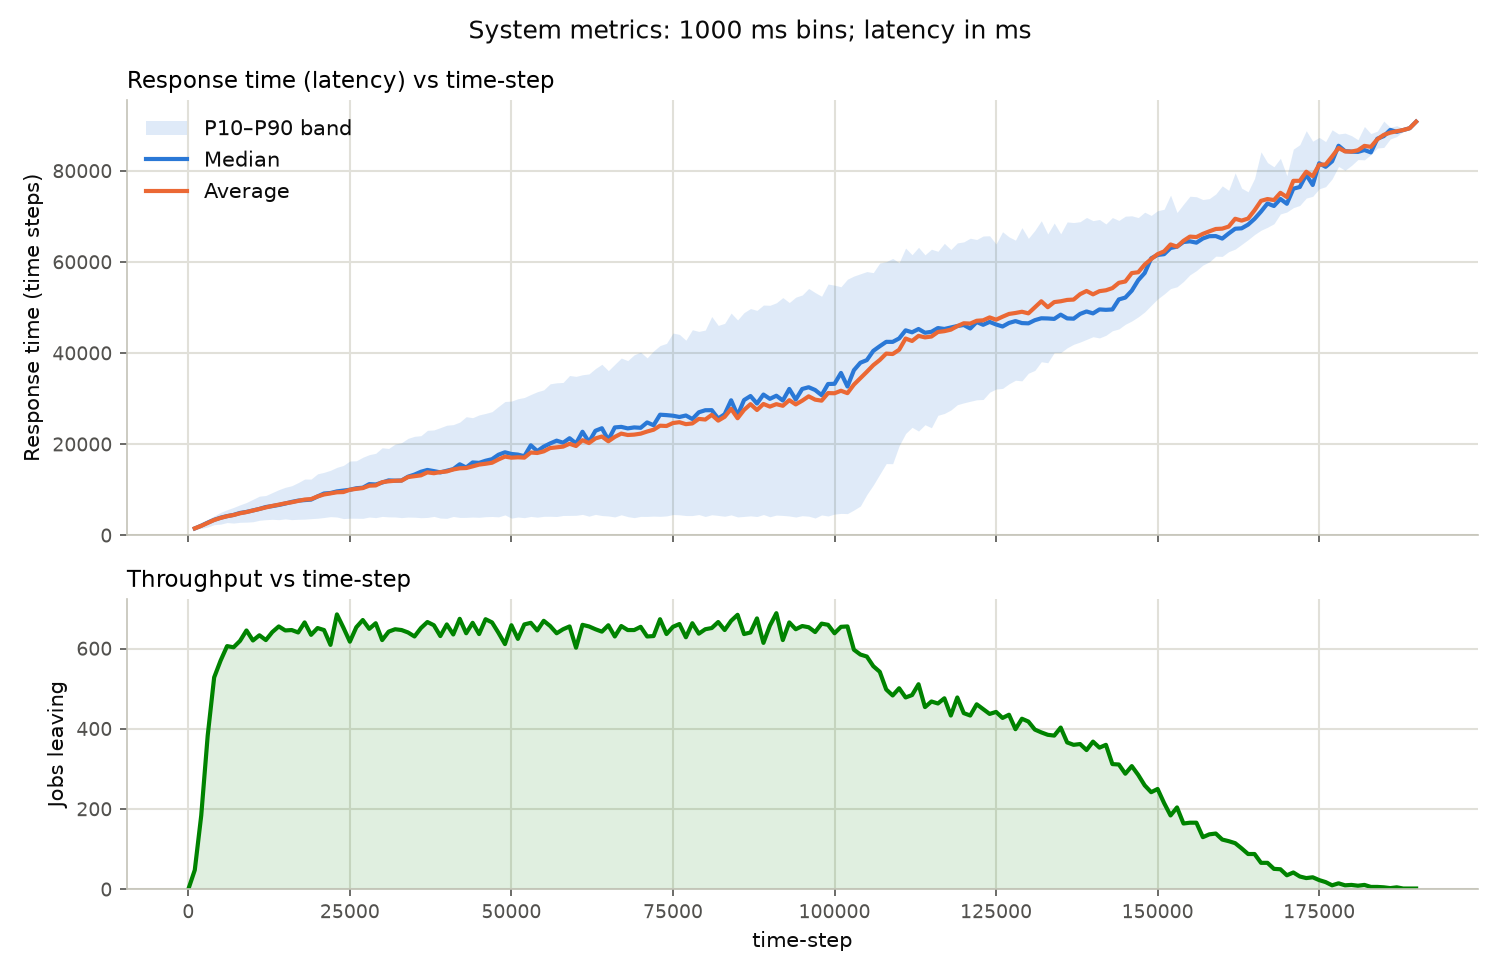 System metrics: 1000 ms bins; latency in ms
Response time (latency) vs time-step
P10–P90 band
Median
Average
Response time (time steps)
80000
60000
40000
20000
0
Throughput vs time-step
Jobs leaving
600
400
200
0
0 25000 50000 75000 100000 125000 150000 175000
time-step